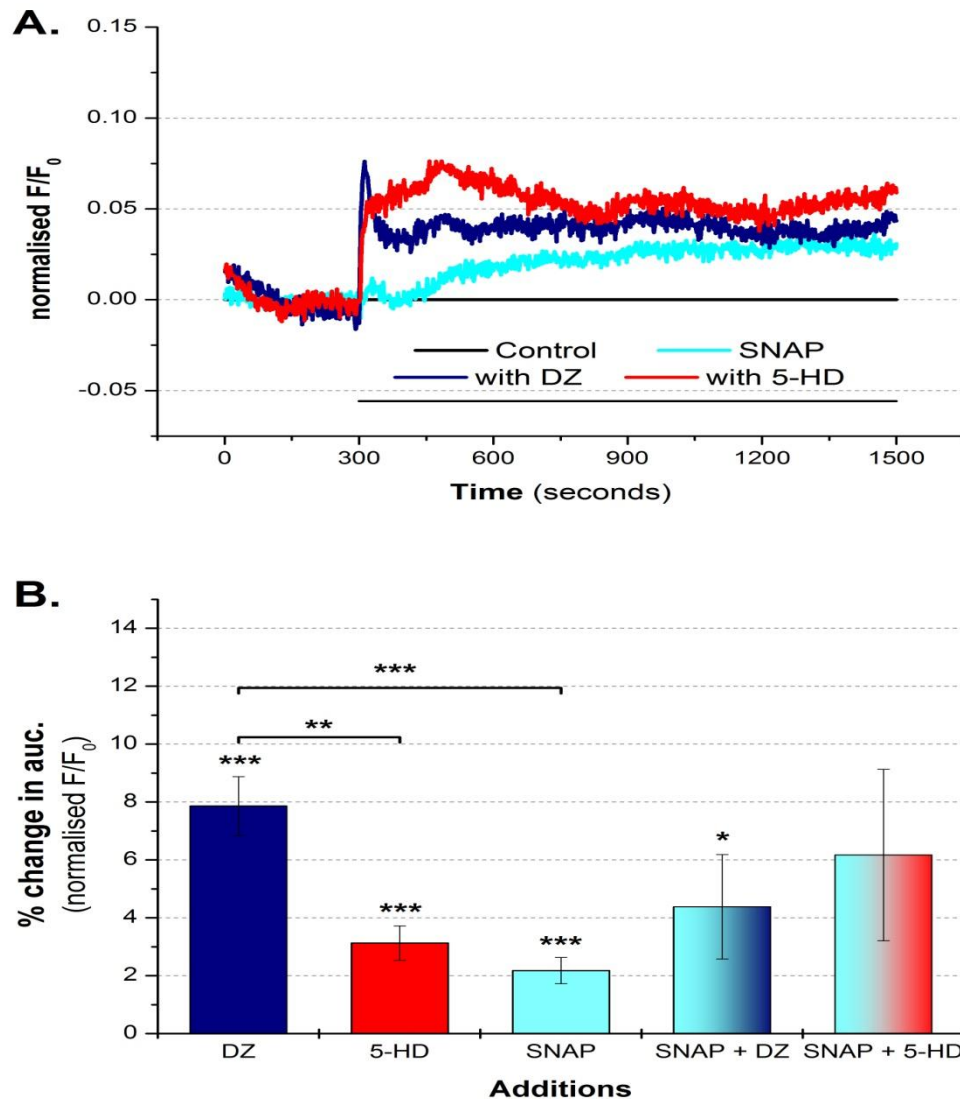 A.
normalised F/F0
0.15
0.10
0.05
0.00
-0.05
Control SNAP
with DZ with 5-HD
0 300 600 900 1200 1500
Time (seconds)
B.
% change in auc.
(normalised F/F0)
14
12
10
8
6
4
2
0
***
**
***
***
***
*
DZ 5-HD SNAP SNAP + DZ SNAP + 5-HD
Additions